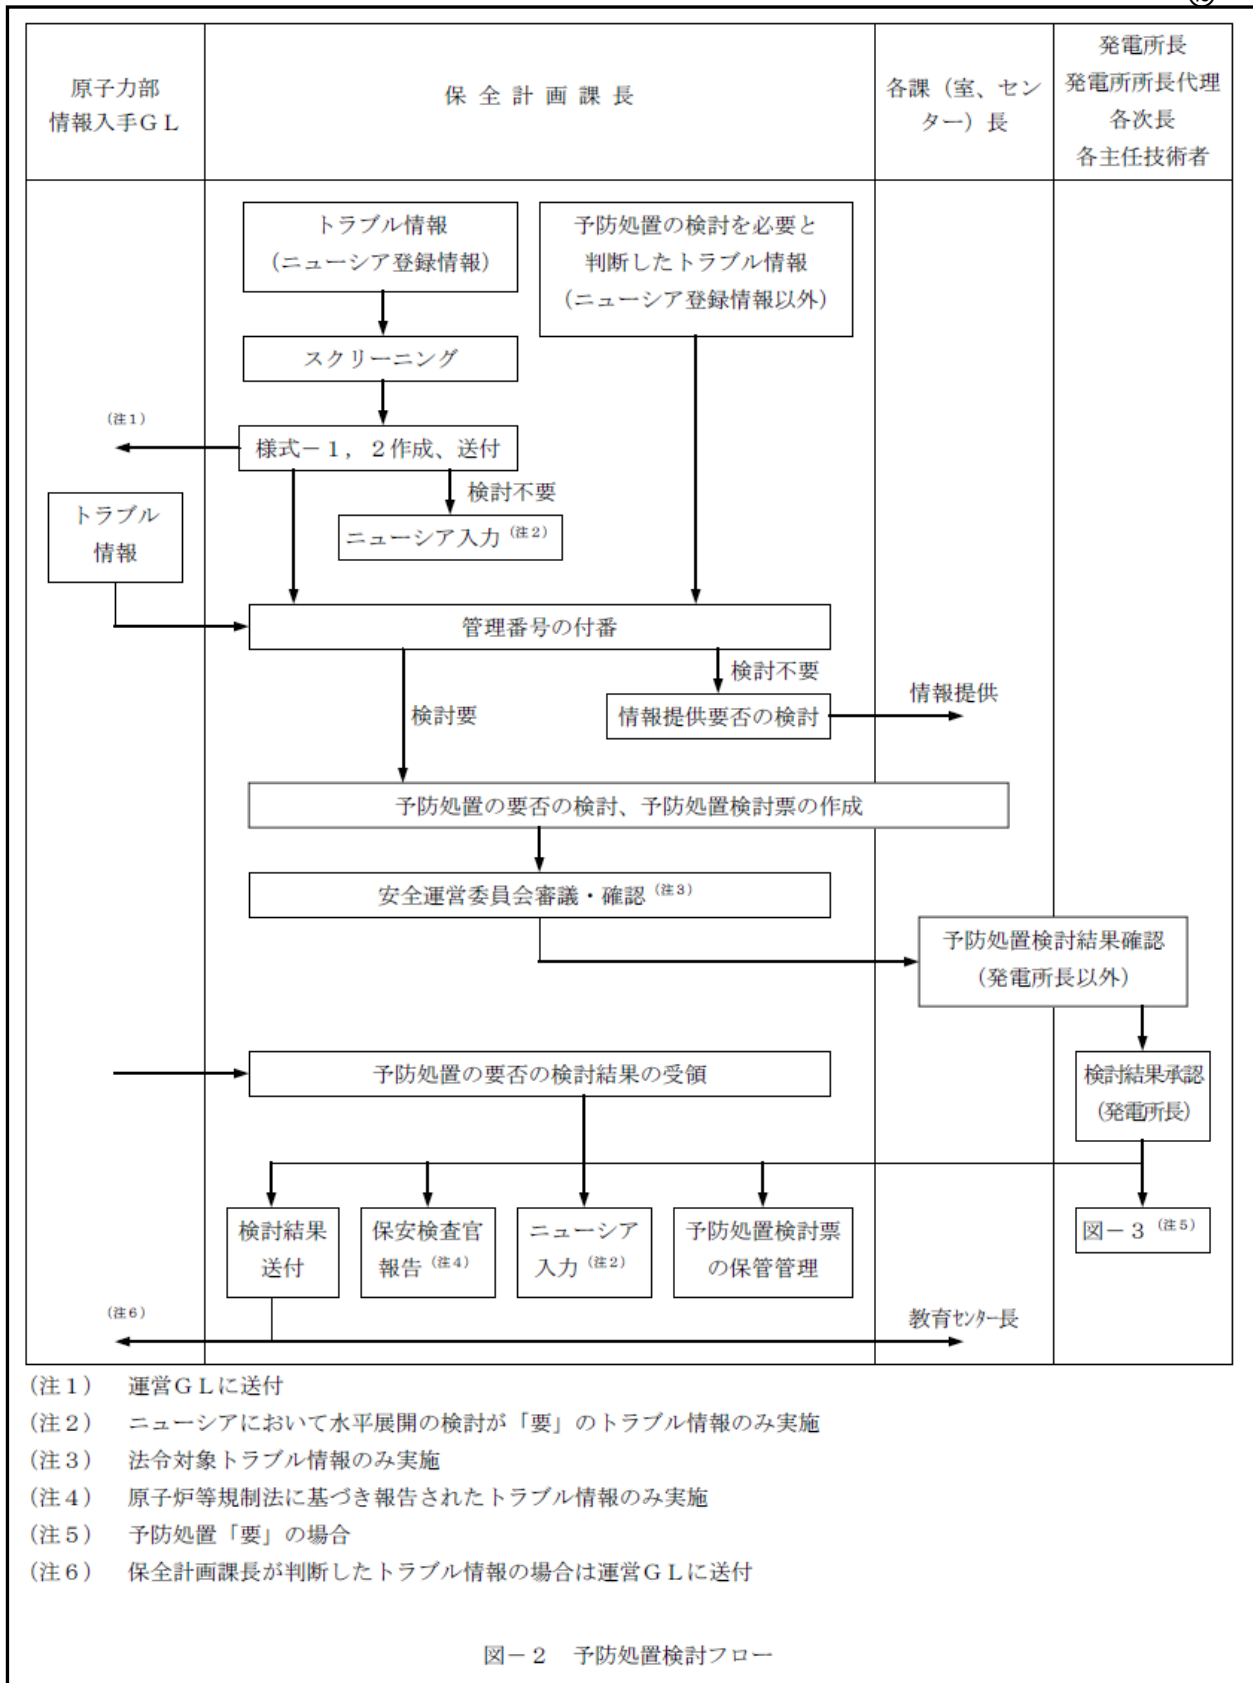 原子力部
情報入手GL
保全計画課長
各課(室、セン
ター)長
発電所長
発電所所長代理
各次長
各主任技術者
トラブル情報
(ニューシア登録情報)
予防処置の検討を必要と
判断したトラブル情報
(ニューシア登録情報以外)
スクリーニング
(注1)
様式-1,2作成、送付
検討不要
トラブル
情報
ニューシア入力(注2)
管理番号の付番
検討不要
検討要
情報提供要否の検討
情報提供
予防処置の要否の検討、予防処置検討票の作成
安全運営委員会審議・確認(注3)
予防処置検討結果確認
(発電所長以外)
予防処置の要否の検討結果の受領
検討結果承認
(発電所長)
検討結果
送付
保安検査官
報告(注4)
ニューシア
入力(注2)
予防処置検討票
の保管管理
図-3(注5)
(注6)
教育センター長
(注1) 運営GLに送付
(注2) ニューシアにおいて水平展開の検討が「要」のトラブル情報のみ実施
(注3) 法令対象トラブル情報のみ実施
(注4) 原子炉等規制法に基づき報告されたトラブル情報のみ実施
(注5) 予防処置「要」の場合
(注6) 保全計画課長が判断したトラブル情報の場合は運営GLに送付
図-2 予防処置検討フロー